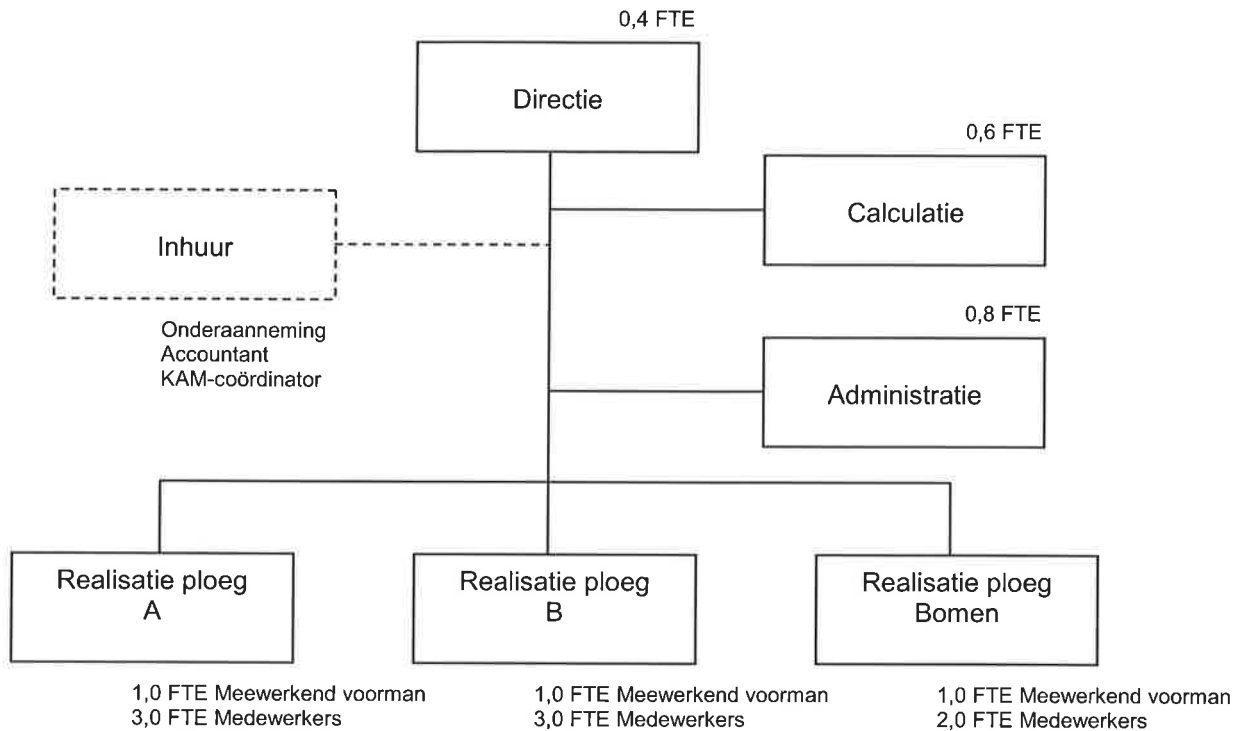 0,4 FTE
Directie
0,6 FTE
Calculatie
Inhuur
Onderaanneming
Accountant
KAM-coördinator
0,8 FTE
Administratie
Realisatie ploeg
A
1,0 FTE Meewerkend voorman
3,0 FTE Medewerkers
Realisatie ploeg
B
1,0 FTE Meewerkend voorman
3,0 FTE Medewerkers
Realisatie ploeg
Bomen
1,0 FTE Meewerkend voorman
2,0 FTE Medewerkers